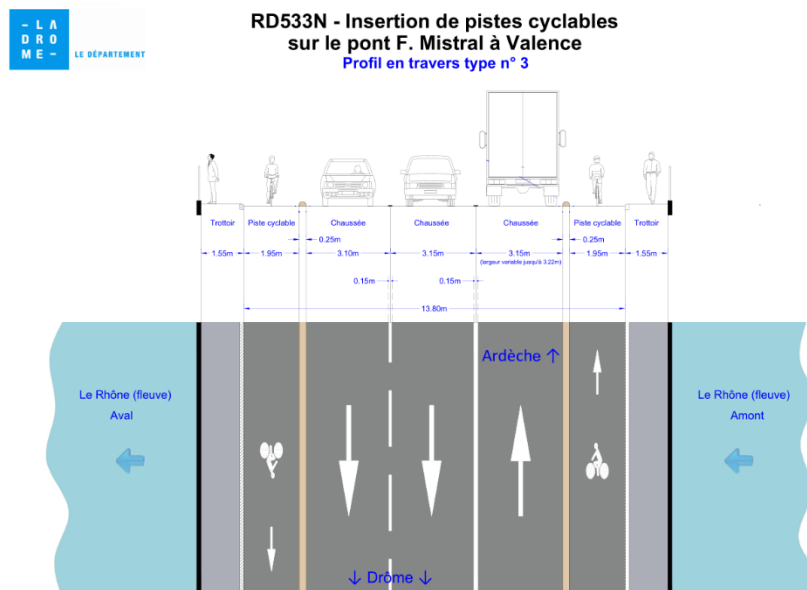 - L A
D R O
M E -
LE DÉPARTEMENT
RD533N - Insertion de pistes cyclables
sur le pont F. Mistral à Valence
Profil en travers type n° 3
Trottoir Piste cyclable Chaussée Chaussée Chaussée Piste cyclable Trottoir
0.25m 0.25m
1.55m 1.95m 3.10m 3.15m 3.15m 1.95m 1.55m
(largeur variable jusqu'à 3.22m)
0.15m 0.15m
13.80m
Ardèche ↑
Le Rhône (fleuve)
Aval
Le Rhône (fleuve)
Amont
↓ Drôme ↓